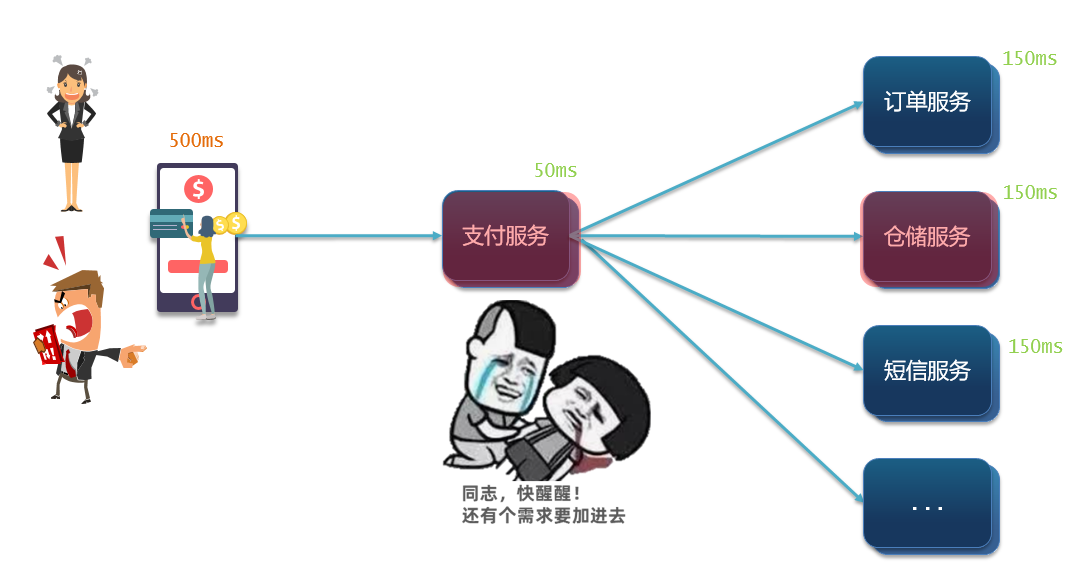 150ms
订单服务
500ms
50ms
150ms
支付服务
仓储服务
150ms
短信服务
同志，快醒醒！
还有个需求要加进去
...